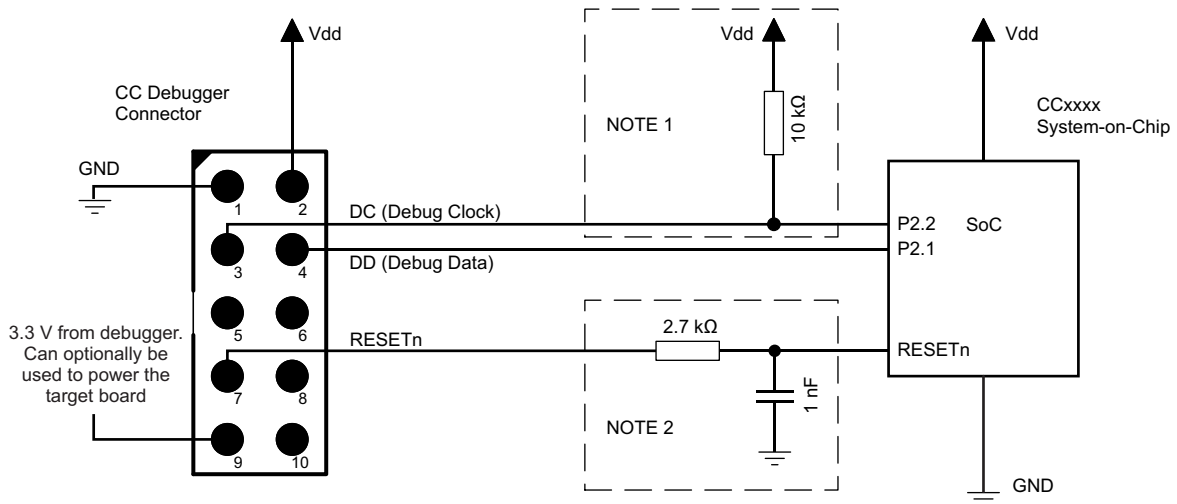 Vdd
Vdd
Vdd
CC Debugger
Connector
CCxxxx
System-on-Chip
NOTE 1
10 kΩ
GND
1
2
DC (Debug Clock)
P2.2
SoC
3
4
DD (Debug Data)
P2.1
5
6
3.3 V from debugger.
Can optionally be
used to power the
target board
RESETn
2.7 kΩ
RESETn
7
8
1 nF
NOTE 2
9
10
GND